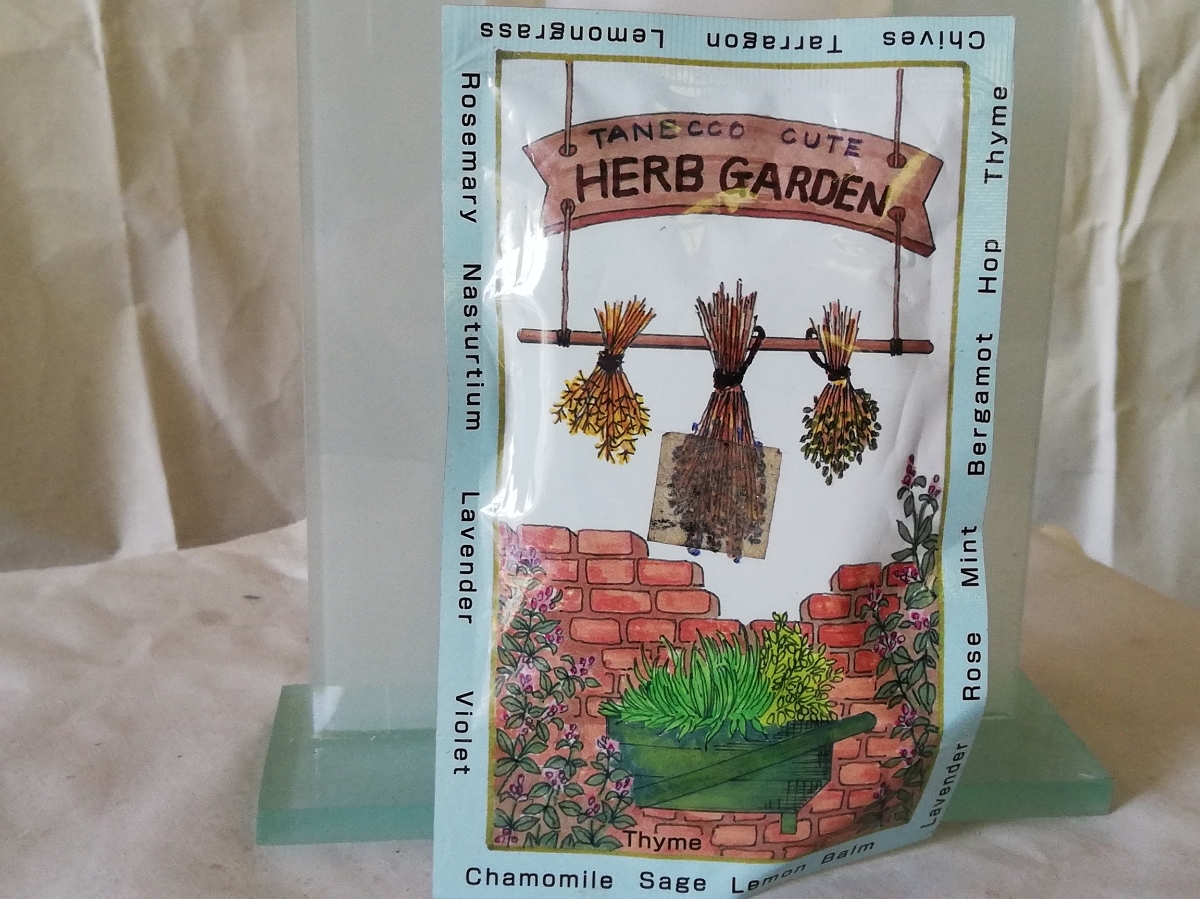 Chives Tarragon Lemongrass
TANECCO CUTE
HERB GARDEN
Rosemary Nasturtium Lavender Violet
Lavender Rose Mint Bergamot Hop Thyme
Thyme
Chamomile Sage Lemon Balm